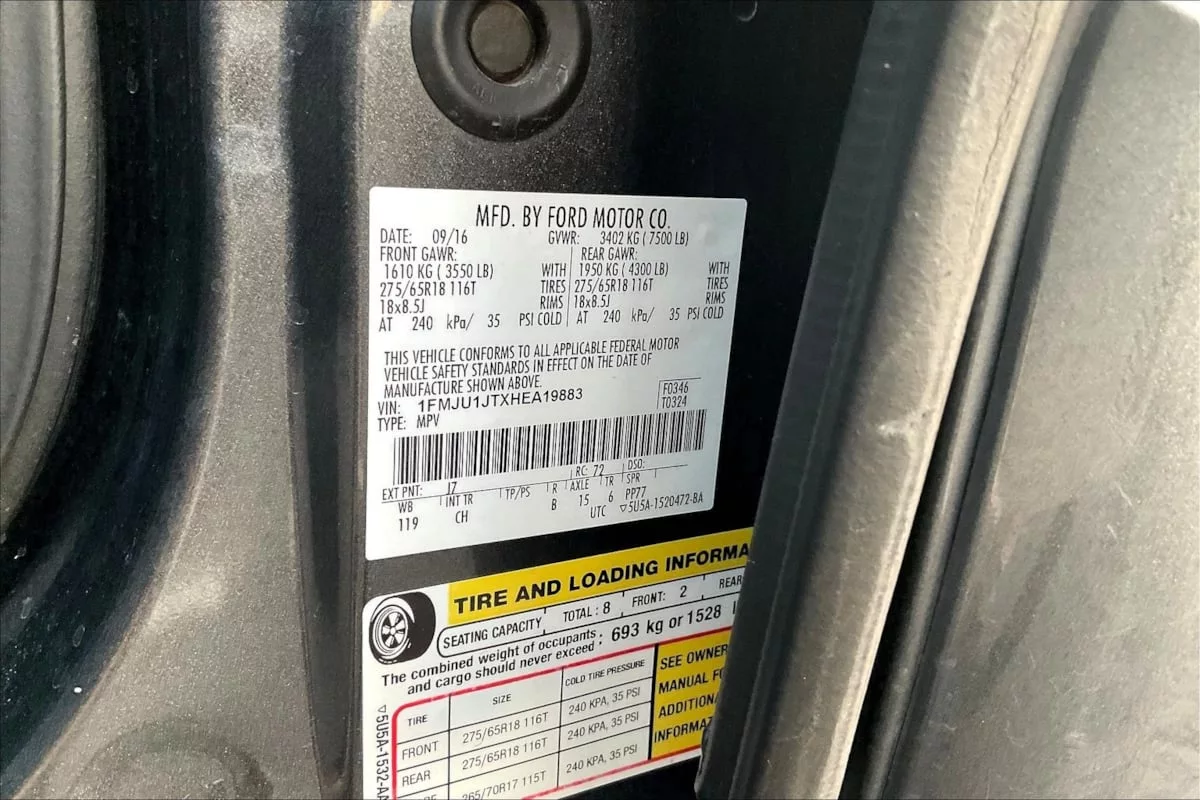 MFD. BY FORD MOTOR CO.
DATE: 09/16 GVWR: 3402 KG ( 7500 LB)
FRONT GAWR: REAR GAWR:
1610 KG ( 3550 LB) WITH 1950 KG ( 4300 LB) WITH
275/65R18 116T TIRES 275/65R18 116T TIRES
18x8.5J RIMS 18x8.5J RIMS
AT 240 kPa/ 35 PSI COLD AT 240 kPa/ 35 PSI COLD
THIS VEHICLE CONFORMS TO ALL APPLICABLE FEDERAL MOTOR
VEHICLE SAFETY STANDARDS IN EFFECT ON THE DATE OF
MANUFACTURE SHOWN ABOVE.
VIN: 1FMJU1JTXHEA19883 F0346
TYPE: MPV T0324
RC: 72 DSO:
EXT PNT: J7
WB INT TR TP/PS R AXLE TR SPR
119 CH B 15 6 PP77
UTC ▽5U5A-1520472-BA
TIRE AND LOADING INFORMA
SEATING CAPACITY TOTAL: 8 FRONT: 2 REAR
The combined weight of occupants
and cargo should never exceed : 693 kg or 1528
TIRE SIZE COLD TIRE PRESSURE
FRONT 275/65R18 116T 240 KPA, 35 PSI
REAR 275/65R18 116T 240 KPA, 35 PSI
265/70R17 115T 240 KPA, 35 PSI
SEE OWNER
MANUAL F
ADDITION
INFORMAT
▽5U5A-1532-A